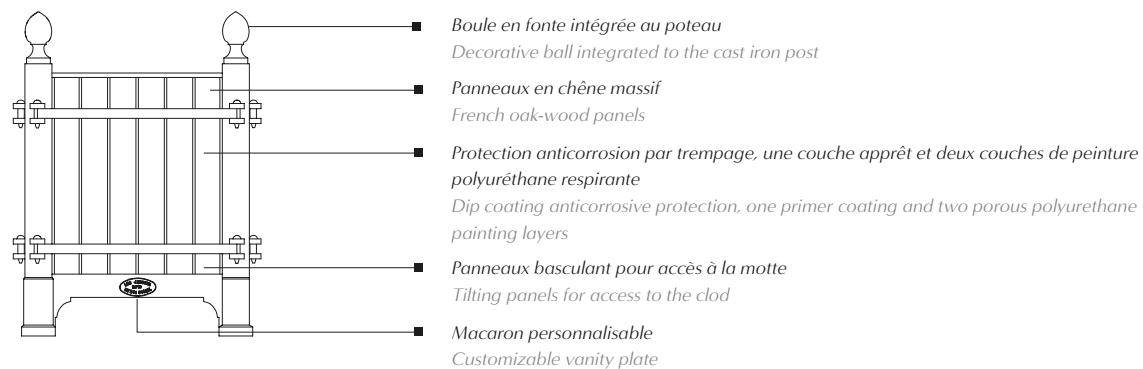 Boule en fonte intégrée au poteau
Decorative ball integrated to the cast iron post
Panneaux en chêne massif
French oak-wood panels
Protection anticorrosion par trempage, une couche apprêt et deux couches de peinture
polyuréthane respirante
Dip coating anticorrosive protection, one primer coating and two porous polyurethane
painting layers
Panneaux basculant pour accès à la motte
Tilting panels for access to the clod
Macaron personnalisable
Customizable vanity plate